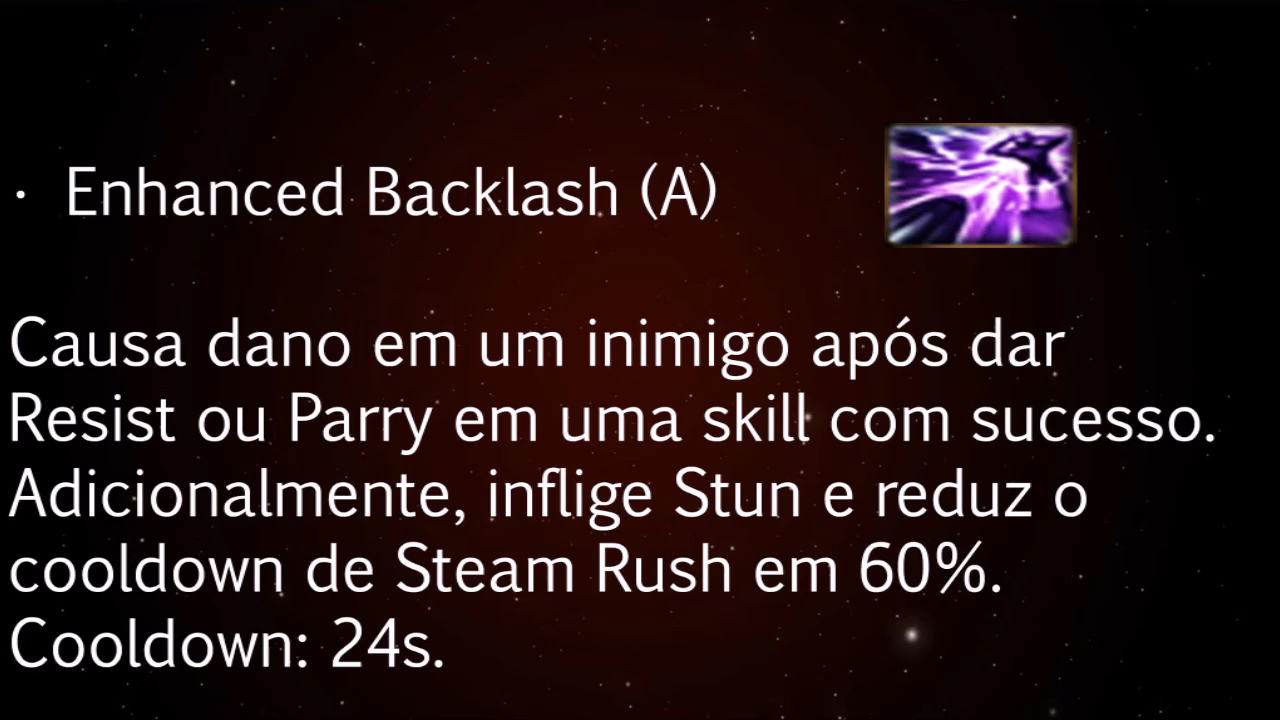 · Enhanced Backlash (A)
Causa dano em um inimigo após dar
Resist ou Parry em uma skill com sucesso.
Adicionalmente, inflige Stun e reduz o
cooldown de Steam Rush em 60%.
Cooldown: 24s.